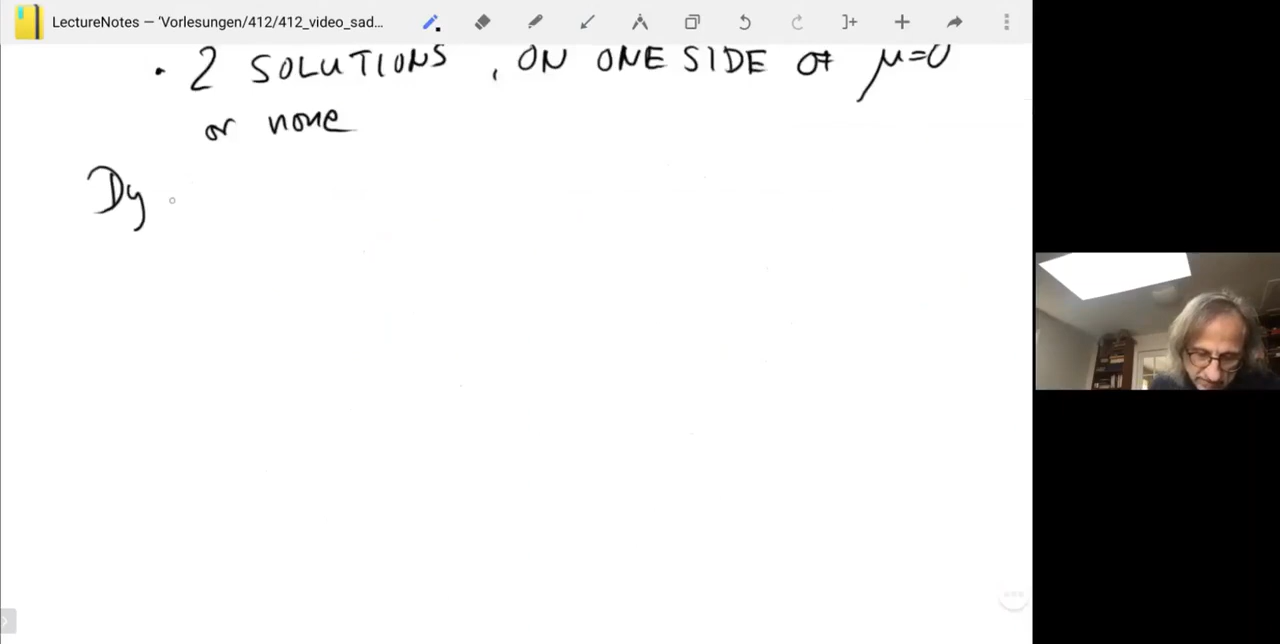 LectureNotes — 'Vorlesungen/412/412_video_sad...
· 2 SOLUTIONS, ON ONE SIDE OF μ=0
or none
Dy